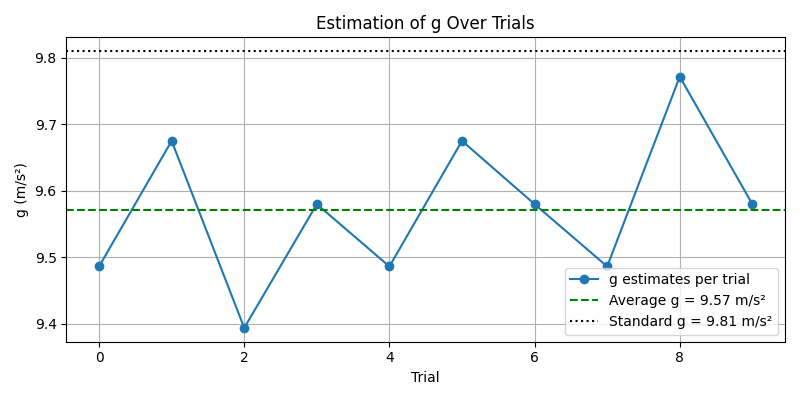 Estimation of g Over Trials
g (m/s²)
9.8
9.7
9.6
9.5
9.4
g estimates per trial
Average g = 9.57 m/s²
Standard g = 9.81 m/s²
0 2 4 6 8
Trial